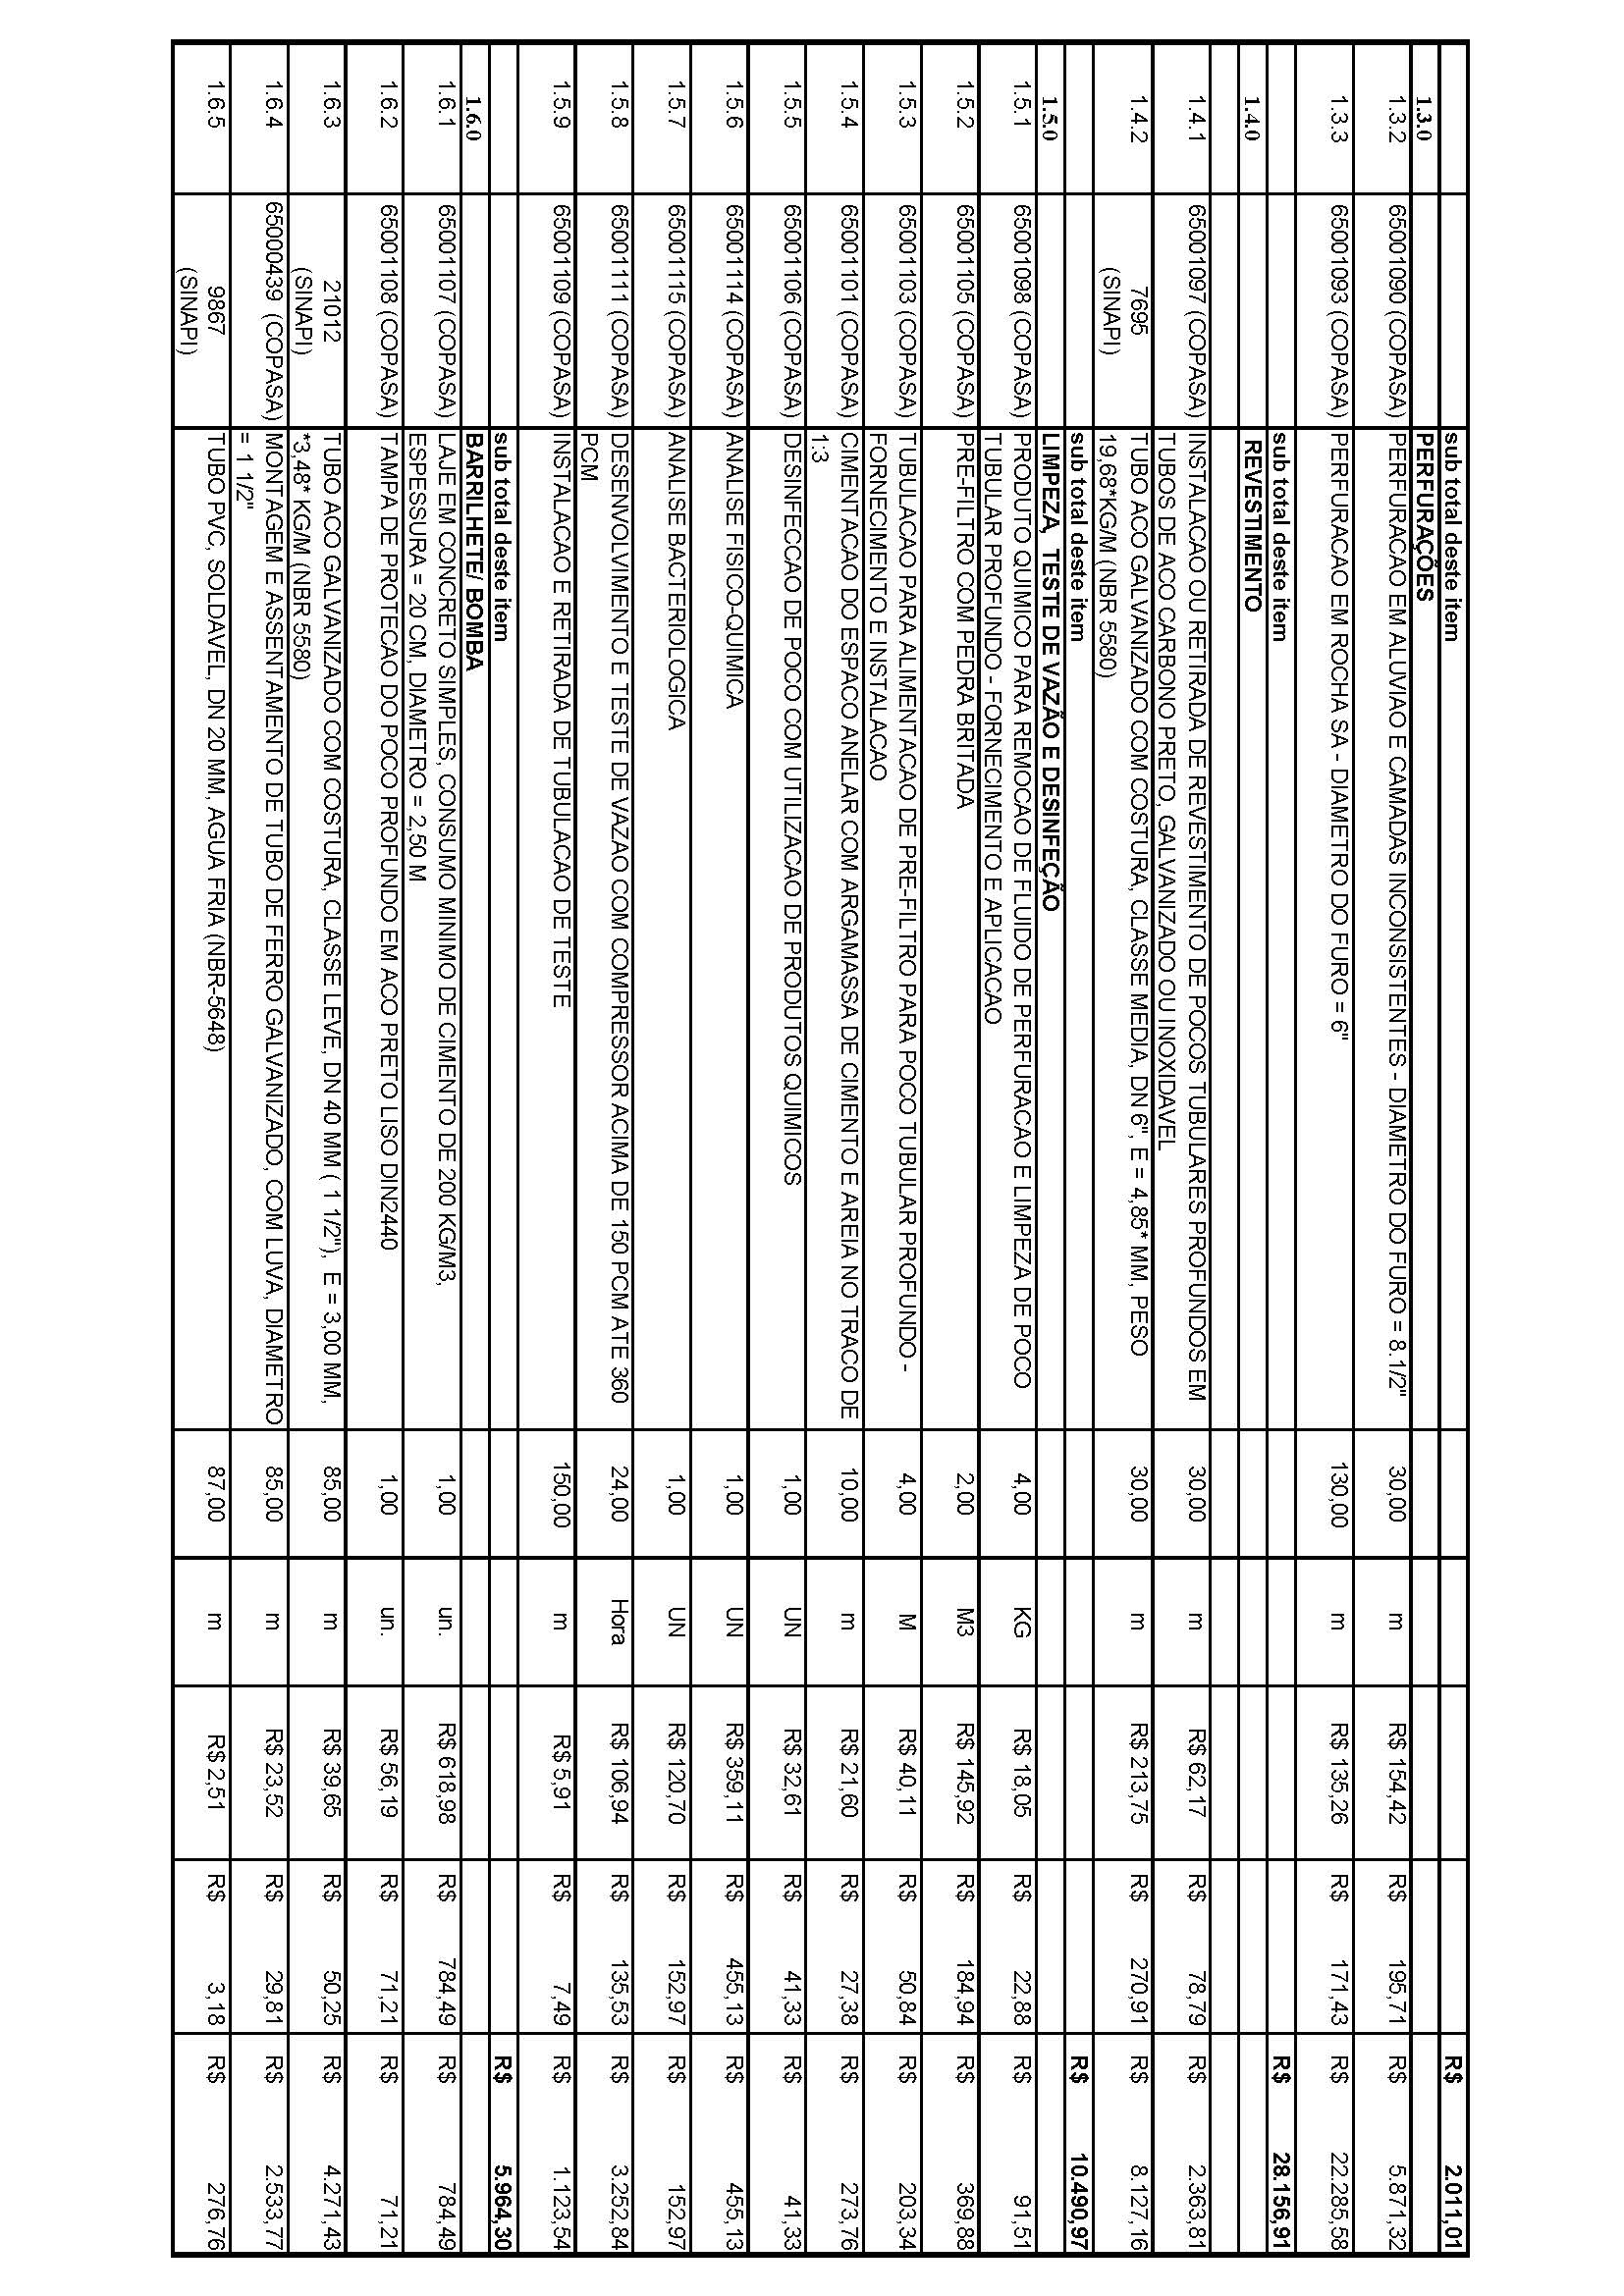 sub total deste item R$ 2.011,01
1.3.0 PERFURAÇÕES
1.3.2 65001090 (COPASA) PERFURACAO EM ALUVIAO E CAMADAS INCONSISTENTES - DIAMETRO DO FURO = 8.1/2" 30,00 m R$ 154,42 R$ 195,71 R$ 5.871,32
1.3.3 65001093 (COPASA) PERFURACAO EM ROCHA SA - DIAMETRO DO FURO = 6" 130,00 m R$ 135,26 R$ 171,43 R$ 22.285,58
sub total deste item R$ 28.156,91
1.4.0 REVESTIMENTO
1.4.1 65001097 (COPASA) INSTALACAO OU RETIRADA DE REVESTIMENTO DE POCOS TUBULARES PROFUNDOS EM
TUBOS DE ACO CARBONO PRETO, GALVANIZADO OU INOXIDAVEL 30,00 m R$ 62,17 R$ 78,79 R$ 2.363,81
1.4.2 7695
(SINAPI) TUBO ACO GALVANIZADO COM COSTURA, CLASSE MEDIA, DN 6", E = 4,85* MM, PESO
19,68*KG/M (NBR 5580) 30,00 m R$ 213,75 R$ 270,91 R$ 8.127,16
sub total deste item R$ 10.490,97
1.5.0 LIMPEZA, TESTE DE VAZÃO E DESINFEÇÃO
1.5.1 65001098 (COPASA) PRODUTO QUIMICO PARA REMOCAO DE FLUIDO DE PERFURACAO E LIMPEZA DE POCO
TUBULAR PROFUNDO - FORNECIMENTO E APLICACAO 4,00 KG R$ 18,05 R$ 22,88 R$ 91,51
1.5.2 65001105 (COPASA) PRE-FILTRO COM PEDRA BRITADA 2,00 M3 R$ 145,92 R$ 184,94 R$ 369,88
1.5.3 65001103 (COPASA) TUBULACAO PARA ALIMENTACAO DE PRE-FILTRO PARA POCO TUBULAR PROFUNDO -
FORNECIMENTO E INSTALACAO 4,00 M R$ 40,11 R$ 50,84 R$ 203,34
1.5.4 65001101 (COPASA) CIMENTACAO DO ESPACO ANELAR COM ARGAMASSA DE CIMENTO E AREIA NO TRACO DE
1:3 10,00 m R$ 21,60 R$ 27,38 R$ 273,76
1.5.5 65001106 (COPASA) DESINFECCAO DE POCO COM UTILIZACAO DE PRODUTOS QUIMICOS 1,00 UN R$ 32,61 R$ 41,33 R$ 41,33
1.5.6 65001114 (COPASA) ANALISE FISICO-QUIMICA 1,00 UN R$ 359,11 R$ 455,13 R$ 455,13
1.5.7 65001115 (COPASA) ANALISE BACTERIOLOGICA 1,00 UN R$ 120,70 R$ 152,97 R$ 152,97
1.5.8 65001111 (COPASA) DESENVOLVIMENTO E TESTE DE VAZAO COM COMPRESSOR ACIMA DE 150 PCM ATE 360
PCM 24,00 Hora R$ 106,94 R$ 135,53 R$ 3.252,84
1.5.9 65001109 (COPASA) INSTALACAO E RETIRADA DE TUBULACAO DE TESTE 150,00 m R$ 5,91 R$ 7,49 R$ 1.123,54
sub total deste item R$ 5.964,30
1.6.0 BARRILHETE/ BOMBA
1.6.1 65001107 (COPASA) LAJE EM CONCRETO SIMPLES, CONSUMO MINIMO DE CIMENTO DE 200 KG/M3,
ESPESSURA = 20 CM, DIAMETRO = 2,50 M 1,00 un. R$ 618,98 R$ 784,49 R$ 784,49
1.6.2 65001108 (COPASA) TAMPA DE PROTECAO DO POCO PROFUNDO EM ACO PRETO LISO DIN2440 1,00 un. R$ 56,19 R$ 71,21 R$ 71,21
1.6.3 21012
(SINAPI) TUBO ACO GALVANIZADO COM COSTURA, CLASSE LEVE, DN 40 MM ( 1 1/2"), E = 3,00 MM,
*3,48* KG/M (NBR 5580) 85,00 m R$ 39,65 R$ 50,25 R$ 4.271,43
1.6.4 65000439 (COPASA) MONTAGEM E ASSENTAMENTO DE TUBO DE FERRO GALVANIZADO, COM LUVA, DIAMETRO
= 1 1/2" 85,00 m R$ 23,52 R$ 29,81 R$ 2.533,77
1.6.5 9867
(SINAPI) TUBO PVC, SOLDAVEL, DN 20 MM, AGUA FRIA (NBR-5648) 87,00 m R$ 2,51 R$ 3,18 R$ 276,76